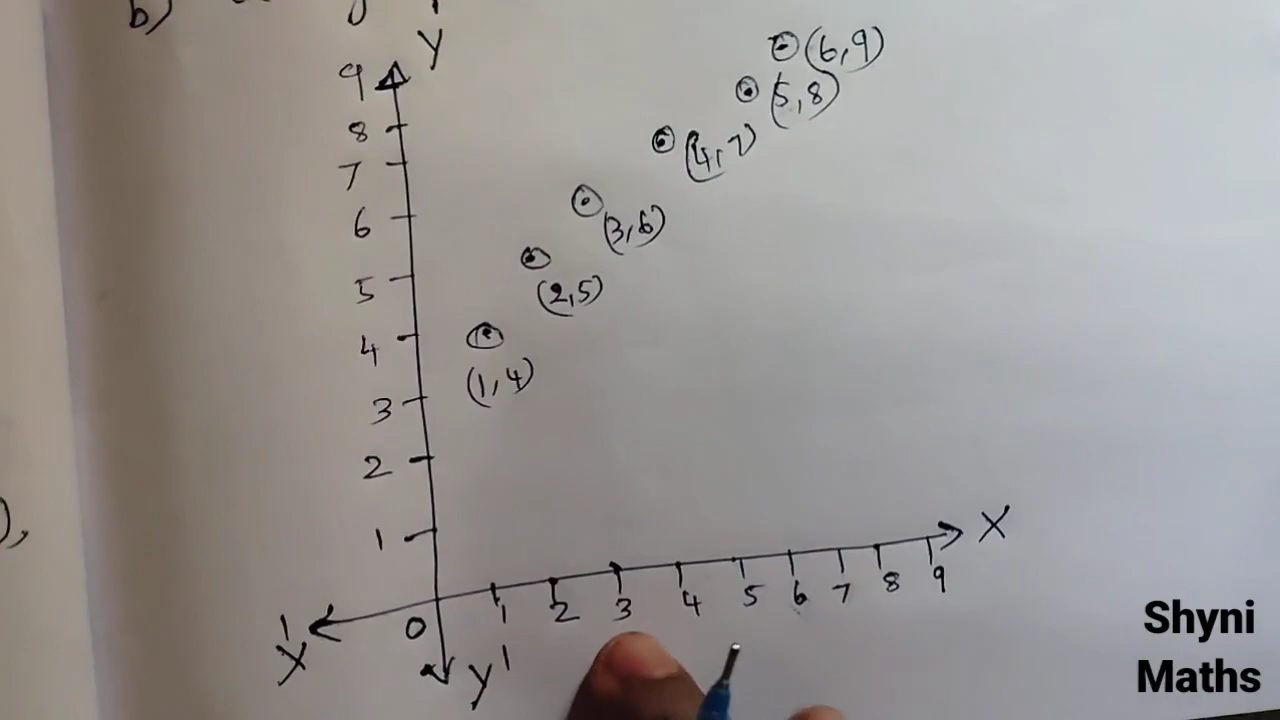 b)
Y
9
(6,9)
(5,8)
8
(4,7)
7
6
(3,6)
5
(2,5)
4
(1,4)
3
2
1
X
1 2 3 4 5 6 7 8 9
0
X'
Y'
),
Shyni
Maths